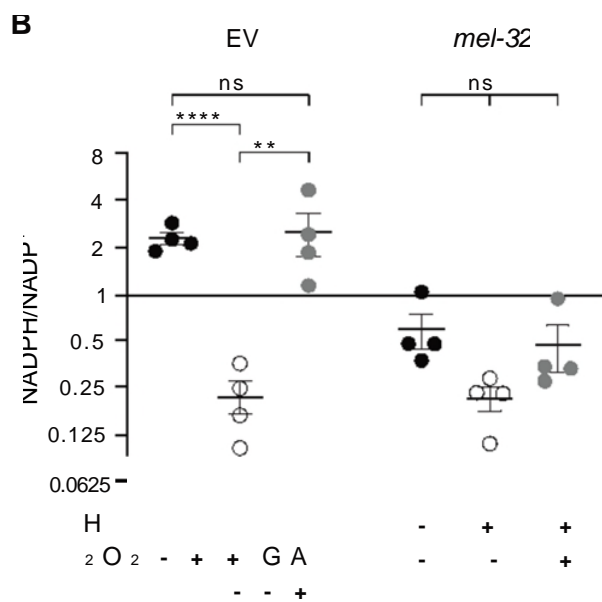 B
EV mel-32
ns ns
****
**
8
4
2
1
0.5
0.25
0.125
0.0625
NADPH/NADP
H - + +
2 O 2 - + + G A - - +
- - +